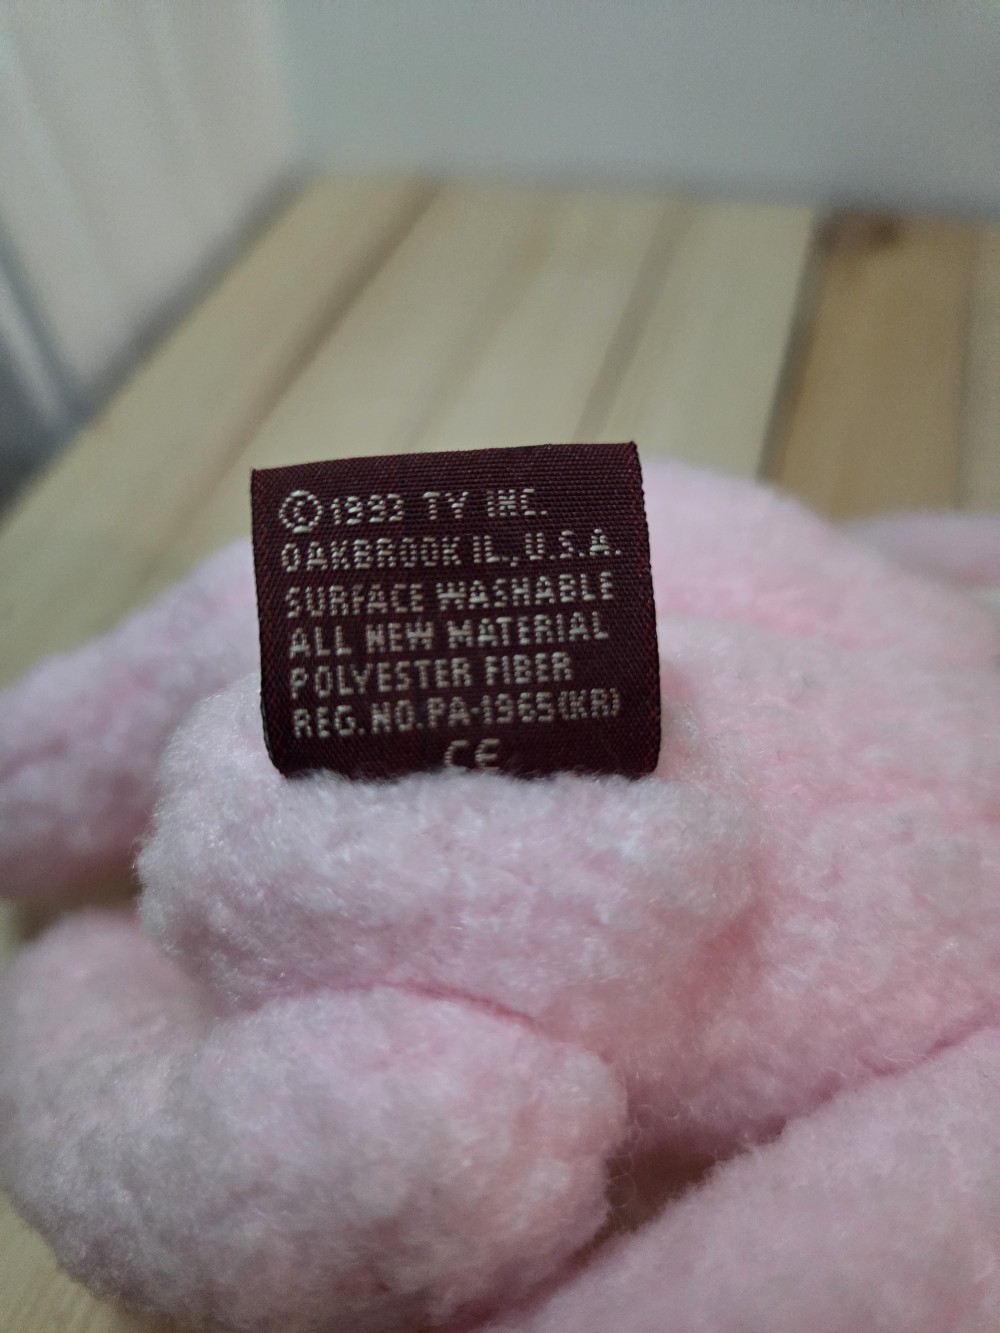 ©1993 TY INC.
OAKBROOK IL., U.S.A.
SURFACE WASHABLE
ALL NEW MATERIAL
POLYESTER FIBER
REG. NO. PA-1965(KR)
CE